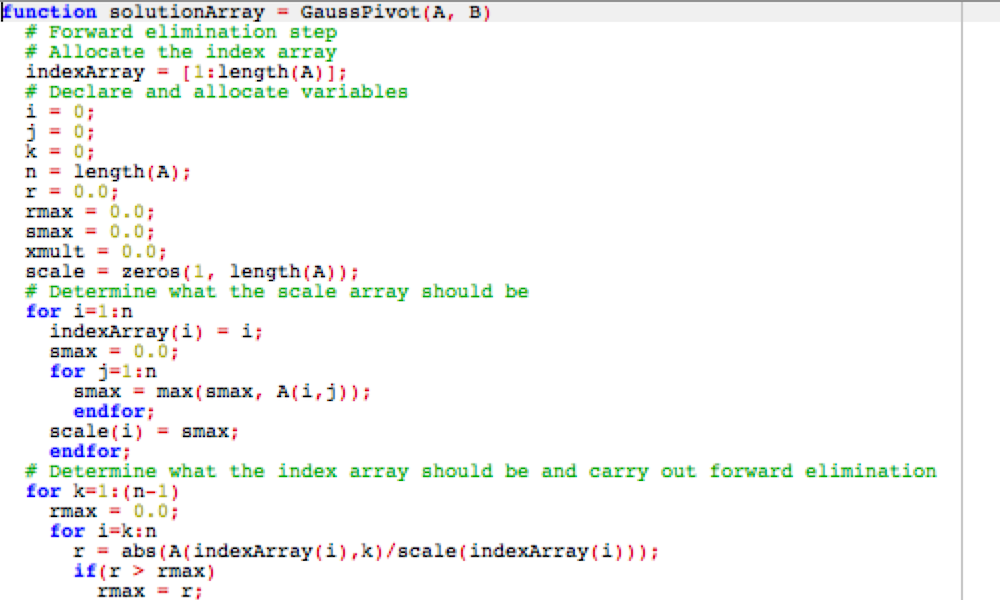 function solutionArray = GaussPivot(A, B)
# Forward elimination step
# Allocate the index array
indexArray = [1:length(A)];
# Declare and allocate variables
i = 0;
j = 0;
k = 0;
n = length(A);
r = 0.0;
rmax = 0.0;
smax = 0.0;
xmult = 0.0;
scale = zeros(1, length(A));
# Determine what the scale array should be
for i=1:n
indexArray(i) = i;
smax = 0.0;
for j=1:n
smax = max(smax, A(i,j));
endfor;
scale(i) = smax;
endfor;
# Determine what the index array should be and carry out forward elimination
for k=1:(n-1)
rmax = 0.0;
for i=k:n
r = abs(A(indexArray(i),k)/scale(indexArray(i)));
if(r > rmax)
rmax = r;